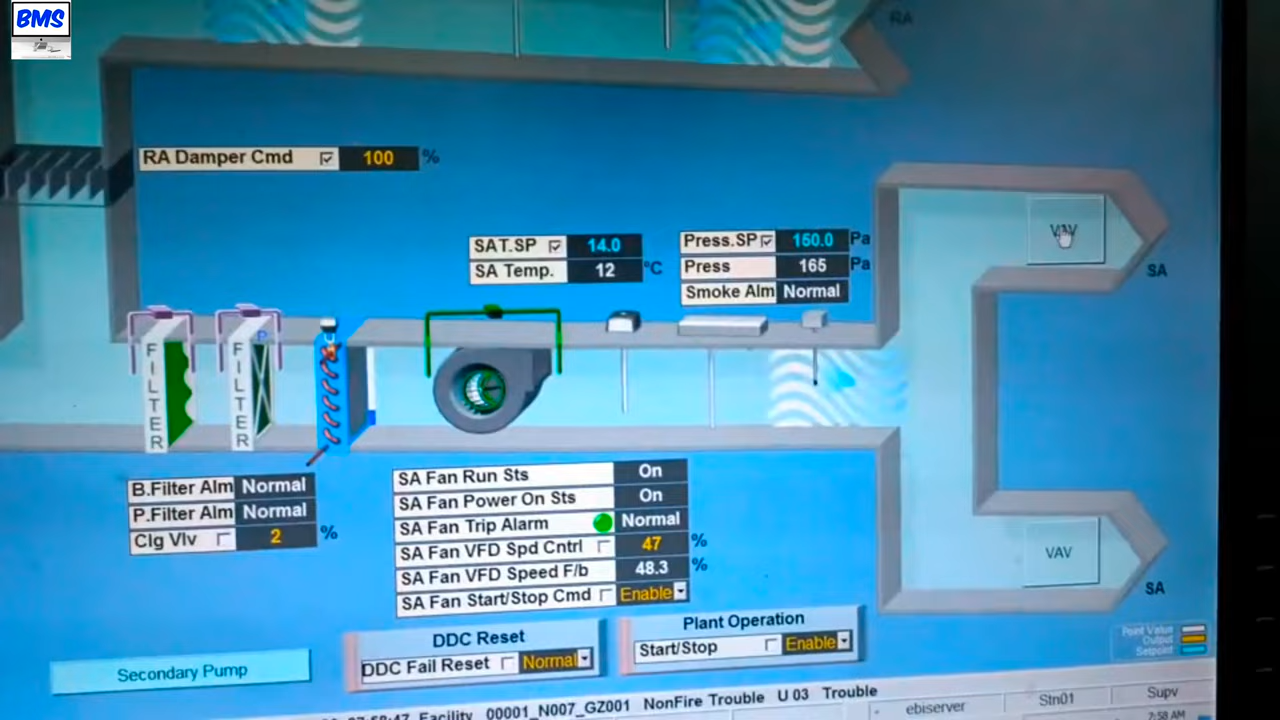 BMS
RA
RA Damper Cmd 100 %
VAV
SA
SAT.SP 14.0
SA Temp. 12 °C
Press.SP 150.0 Pa
Press 165 Pa
Smoke Alm Normal
FILTER
FILTER
B.Filter Alm Normal
P.Filter Alm Normal
Clg Vlv 2 %
SA Fan Run Sts On
SA Fan Power On Sts On
SA Fan Trip Alarm Normal
SA Fan VFD Spd Cntrl 47 %
SA Fan VFD Speed F/b 48.3 %
SA Fan Start/Stop Cmd Enable
VAV
SA
DDC Reset
DDC Fail Reset Normal
Plant Operation
Start/Stop Enable
Secondary Pump
Point Value
Output
Setpoint
Facility 00001_N007_GZ001 NonFire Trouble U 03 Trouble
ebiserver Stn01 Supv
7:58 AM